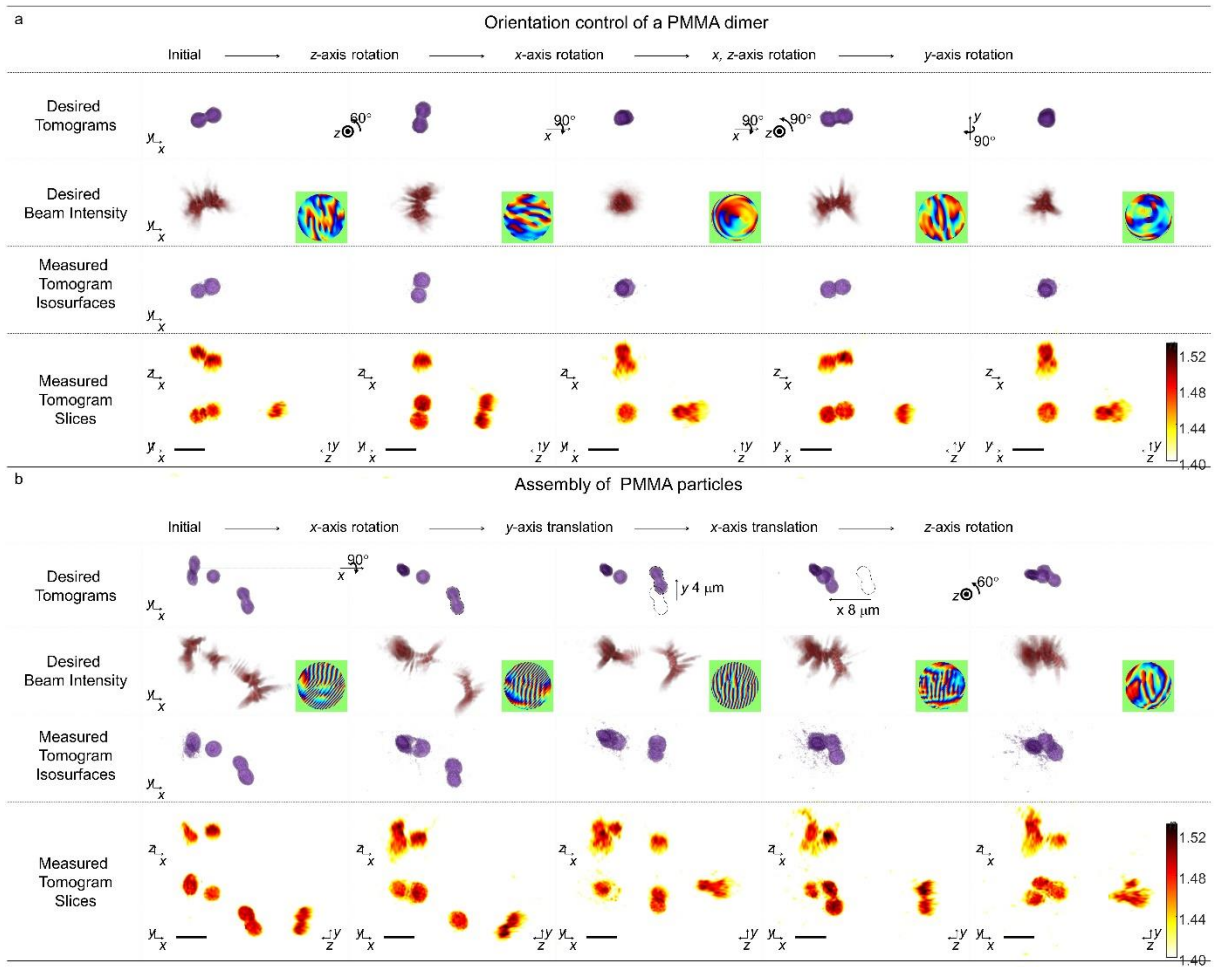 a
Orientation control of a PMMA dimer
Initial z-axis rotation x-axis rotation x, z-axis rotation y-axis rotation
Desired
Tomograms
y x
60°
z
90°
x
90°
x
90°
z
y
90°
Desired
Beam Intensity
y x
Measured
Tomogram
Isosurfaces
y x
Measured
Tomogram
Slices
z x
z x
z x
z x
z x
1.52
1.48
1.44
1.40
y x
y z
y x
y z
y x
y z
y x
y z
y x
y z
b
Assembly of PMMA particles
Initial x-axis rotation y-axis translation x-axis translation z-axis rotation
Desired
Tomograms
y x
90°
x
y 4 μm
x 8 μm
60°
z
Desired
Beam Intensity
y x
Measured
Tomogram
Isosurfaces
y x
Measured
Tomogram
Slices
z x
z x
z x
z x
z x
1.52
1.48
1.44
1.40
y x
y z
y x
y z
y x
y z
y x
y z
y x
y z